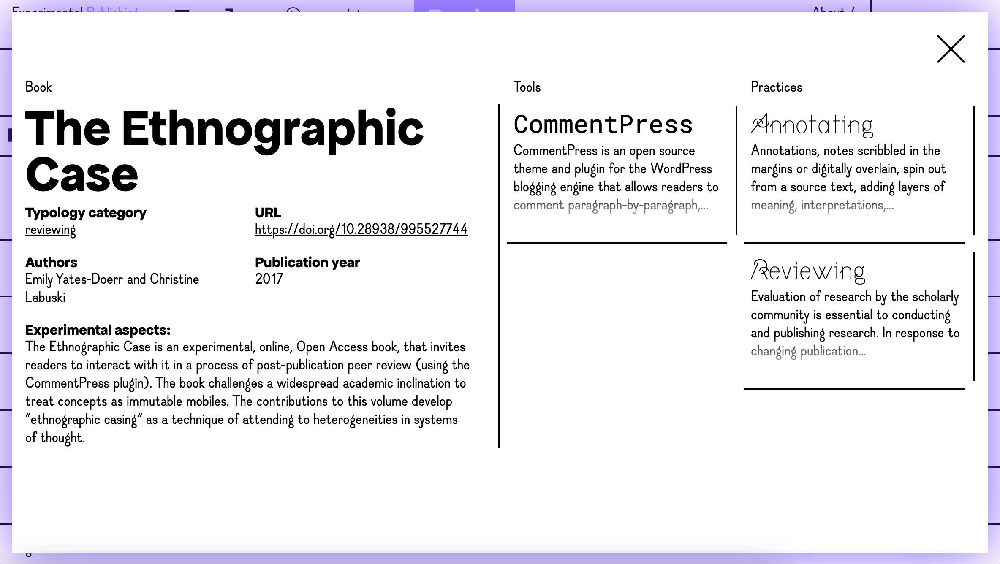 Book
The Ethnographic
Case
Typology category
reviewing
URL
https://doi.org/10.28938/995527744
Authors
Emily Yates-Doerr and Christine
Labuski
Publication year
2017
Experimental aspects:
The Ethnographic Case is an experimental, online, Open Access book, that invites
readers to interact with it in a process of post-publication peer review (using the
CommentPress plugin). The book challenges a widespread academic inclination to
treat concepts as immutable mobiles. The contributions to this volume develop
“ethnographic casing” as a technique of attending to heterogeneities in systems
of thought.
Tools
CommentPress
CommentPress is an open source
theme and plugin for the WordPress
blogging engine that allows readers to
comment paragraph-by-paragraph,...
Practices
Annotating
Annotations, notes scribbled in the
margins or digitally overlain, spin out
from a source text, adding layers of
meaning, interpretations,...
Reviewing
Evaluation of research by the scholarly
community is essential to conducting
and publishing research. In response to
changing publication...